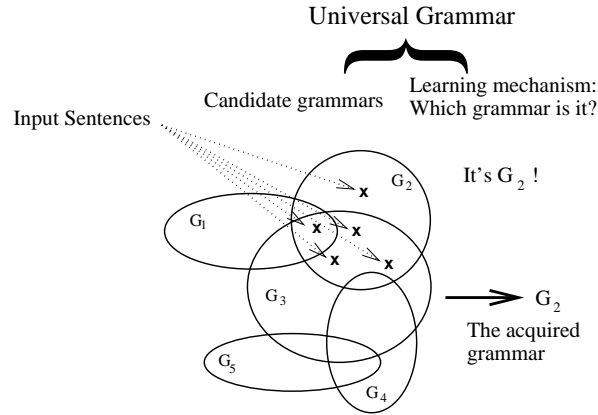 Universal Grammar
Candidate grammars
Learning mechanism:
Which grammar is it?
Input Sentences
It's G2 !
G2
x
G1
x
x
x
x
G3
G2
The acquired
grammar
G5
G4